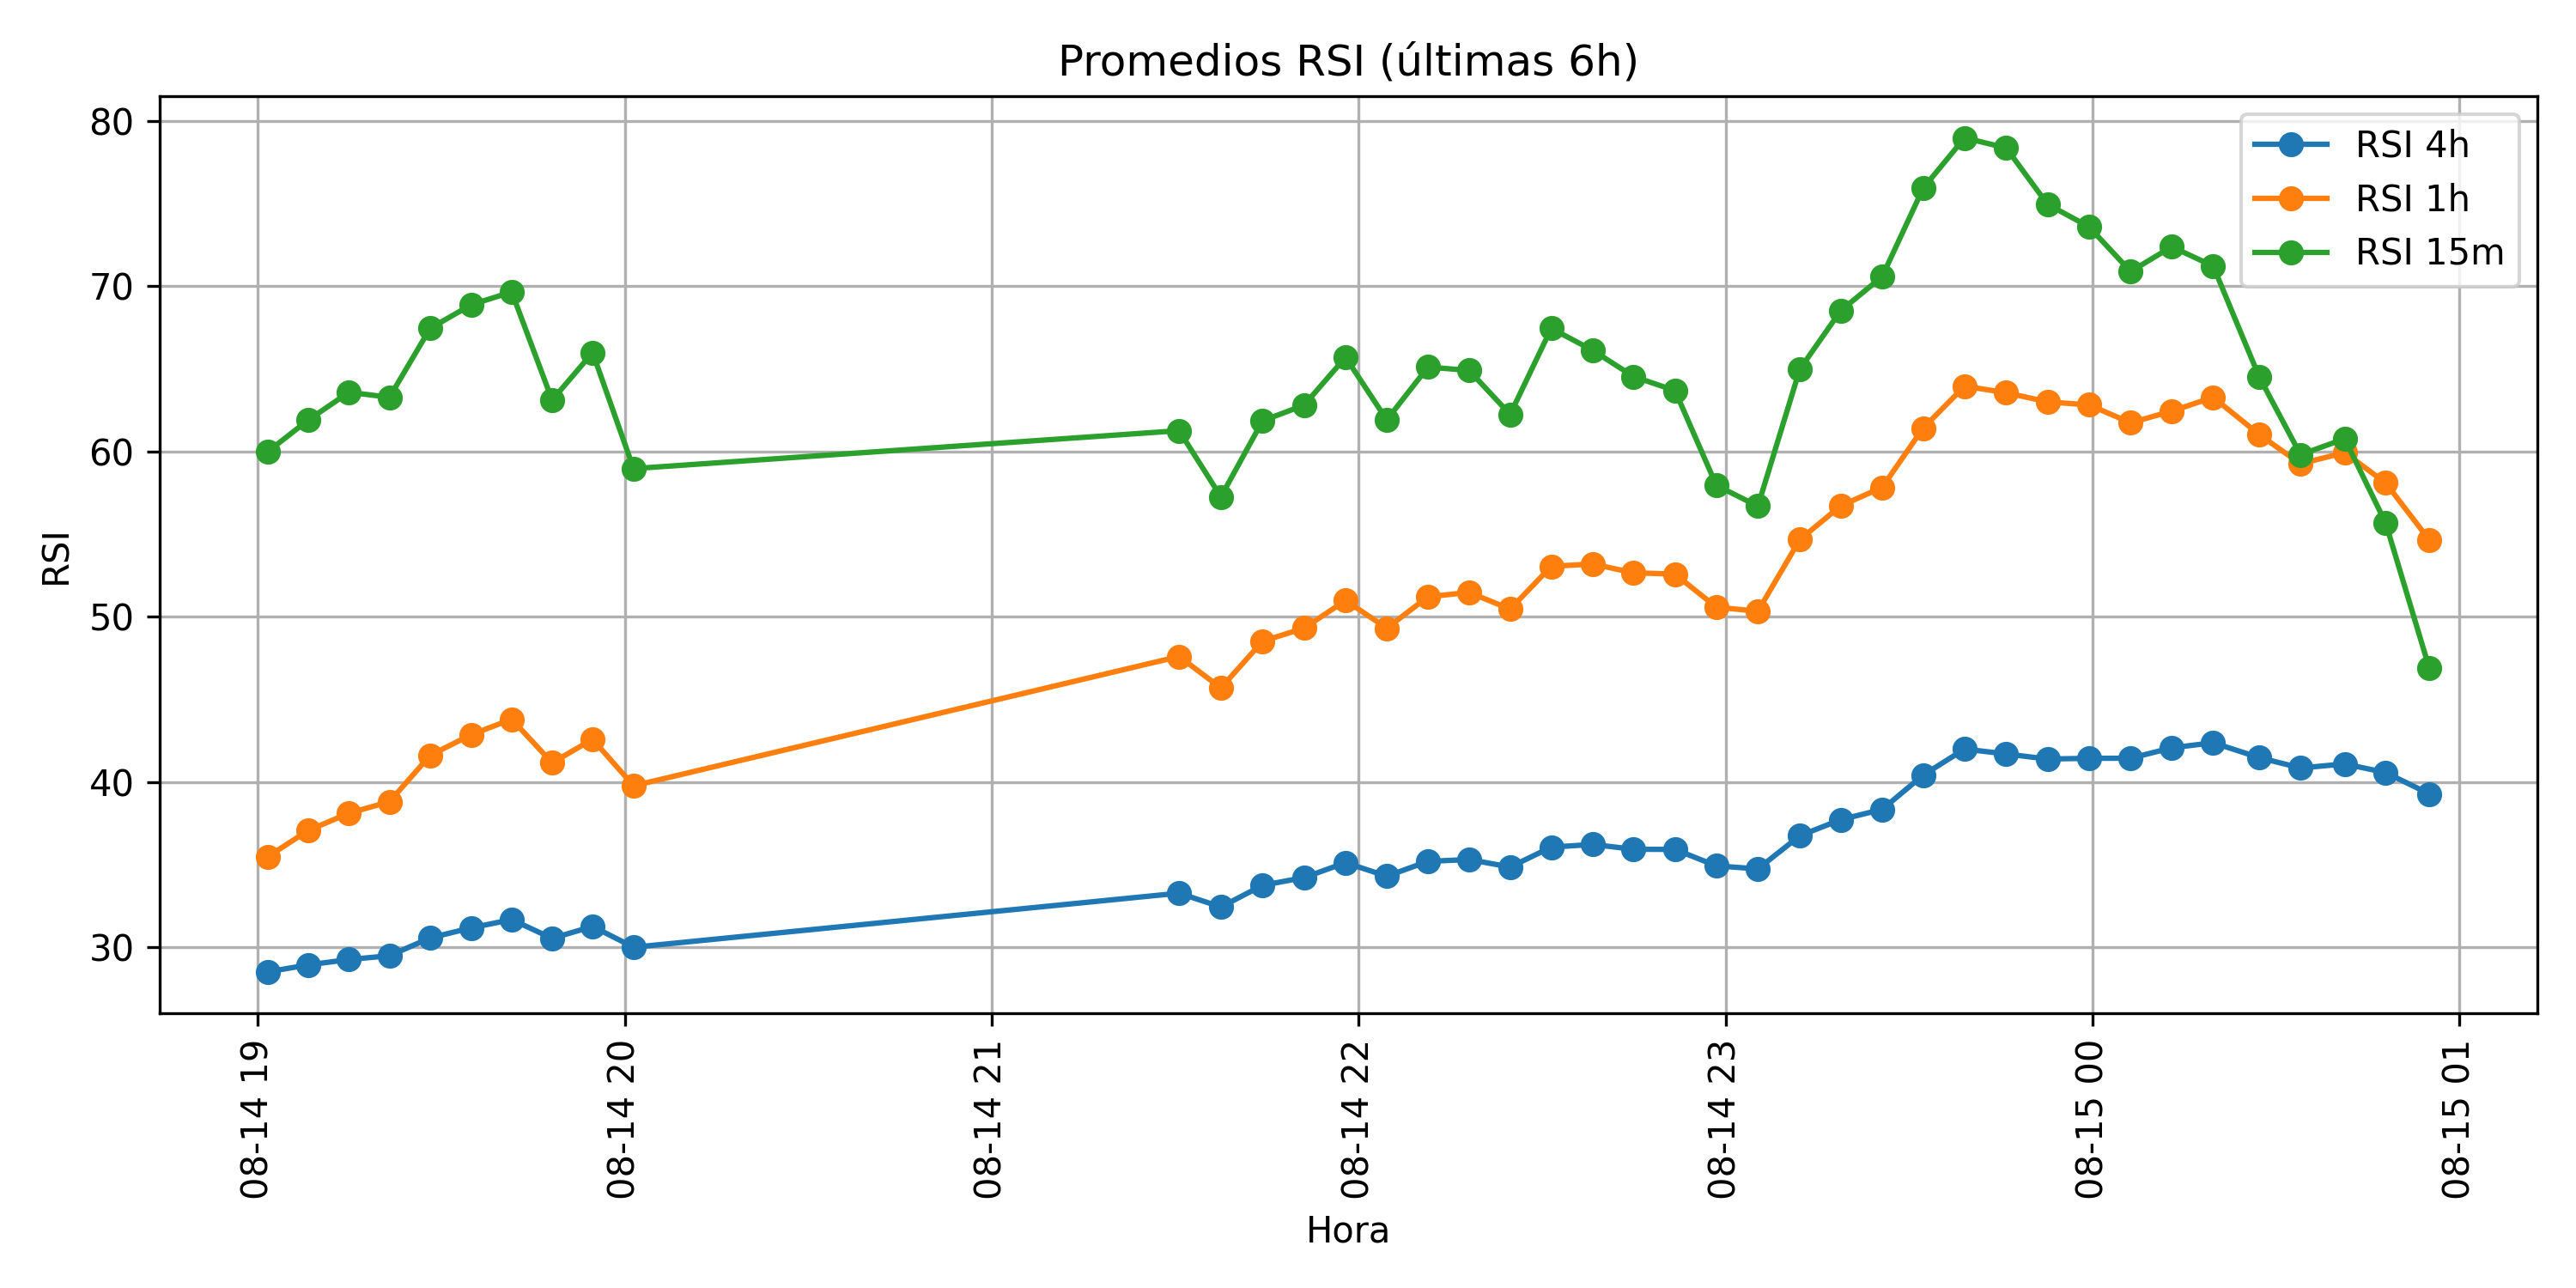 Promedios RSI (últimas 6h)
80
70
60
50
40
30
RSI
RSI 4h
RSI 1h
RSI 15m
08-14 19
08-14 20
08-14 21
08-14 22
08-14 23
08-15 00
08-15 01
Hora